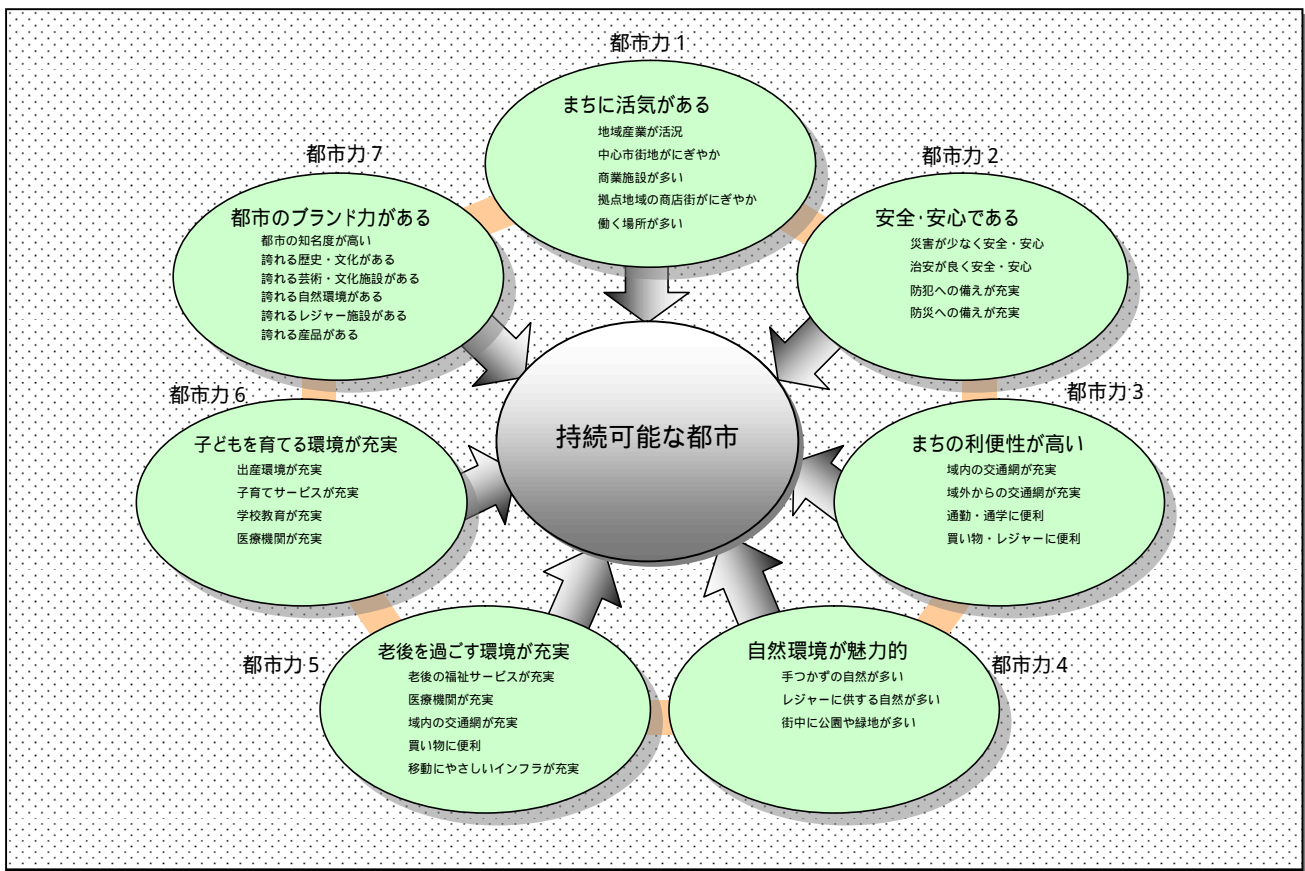 都市力１
まちに活気がある
地域産業が活況
中心市街地がにぎやか
商業施設が多い
拠点地域の商店街がにぎやか
働く場所が多い
都市力２
安全・安心である
災害が少なく安全・安心
治安が良く安全・安心
防犯への備えが充実
防災への備えが充実
都市力３
まちの利便性が高い
域内の交通網が充実
域外からの交通網が充実
通勤・通学に便利
買い物・レジャーに便利
都市力４
自然環境が魅力的
手つかずの自然が多い
レジャーに供する自然が多い
街中に公園や緑地が多い
都市力５
老後を過ごす環境が充実
老後の福祉サービスが充実
医療機関が充実
域内の交通網が充実
買い物に便利
移動にやさしいインフラが充実
都市力６
子どもを育てる環境が充実
出産環境が充実
子育てサービスが充実
学校教育が充実
医療機関が充実
都市力７
都市のブランド力がある
都市の知名度が高い
誇れる歴史・文化がある
誇れる芸術・文化施設がある
誇れる自然環境がある
誇れるレジャー施設がある
誇れる産品がある
持続可能な都市